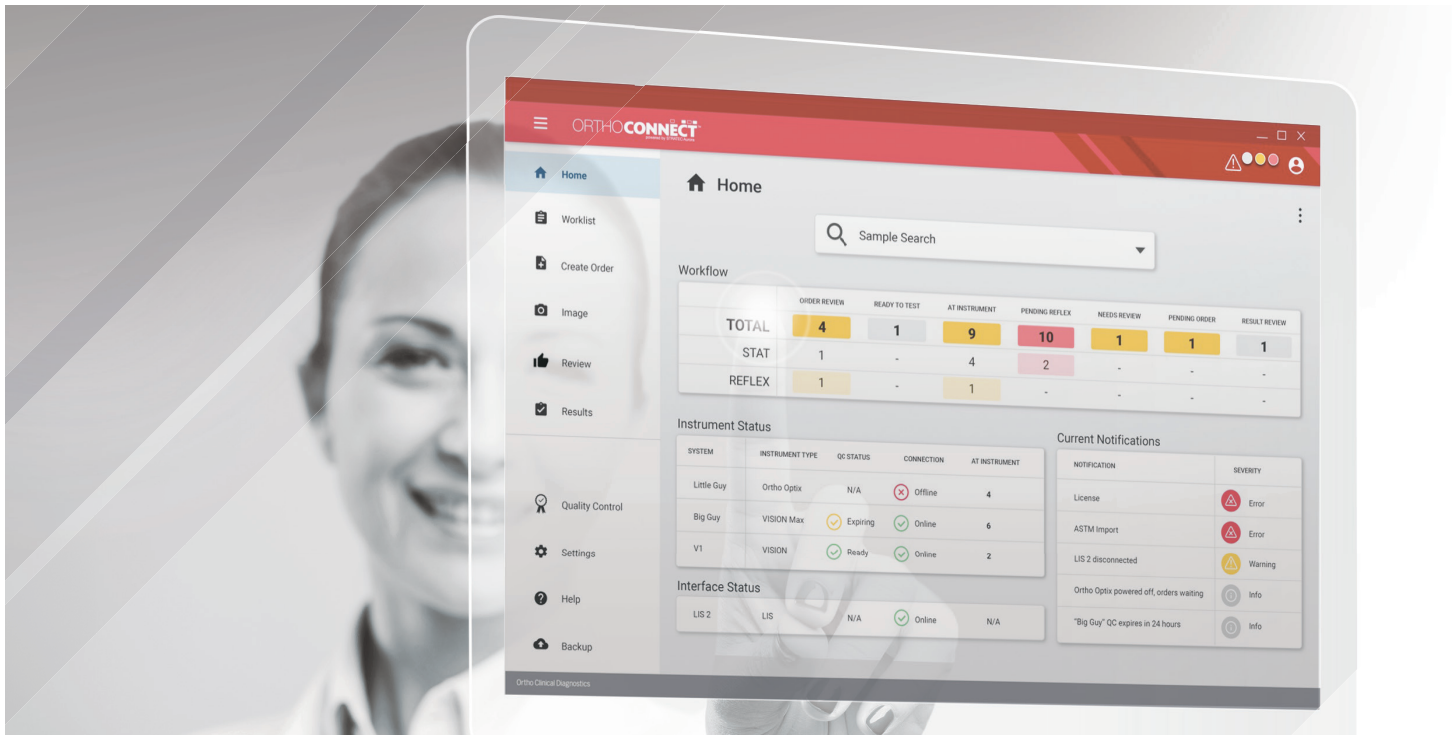 ORTHOCONNECT™
Home
Worklist
Create Order
Image
Review
Results
Quality Control
Settings
Help
Backup
Home
Sample Search
Workflow
ORDER REVIEW READY TO TEST AT INSTRUMENT PENDING REFLEX NEEDS REVIEW PENDING ORDER RESULT REVIEW
TOTAL 4 1 9 10 1 1 1
STAT 1 - 4 2 - - -
REFLEX 1 - 1 - - - -
Instrument Status
SYSTEM INSTRUMENT TYPE QC STATUS CONNECTION AT INSTRUMENT
Little Guy Ortho Optix N/A Offline 4
Big Guy VISION Max Expiring Online 6
V1 VISION Ready Online 2
Interface Status
LIS 2 LIS N/A Online N/A
Current Notifications
NOTIFICATION SEVERITY
License Error
ASTM Import Error
LIS 2 disconnected Warning
Ortho Optix powered off, orders waiting Info
"Big Guy" QC expires in 24 hours Info
Ortho Clinical Diagnostics